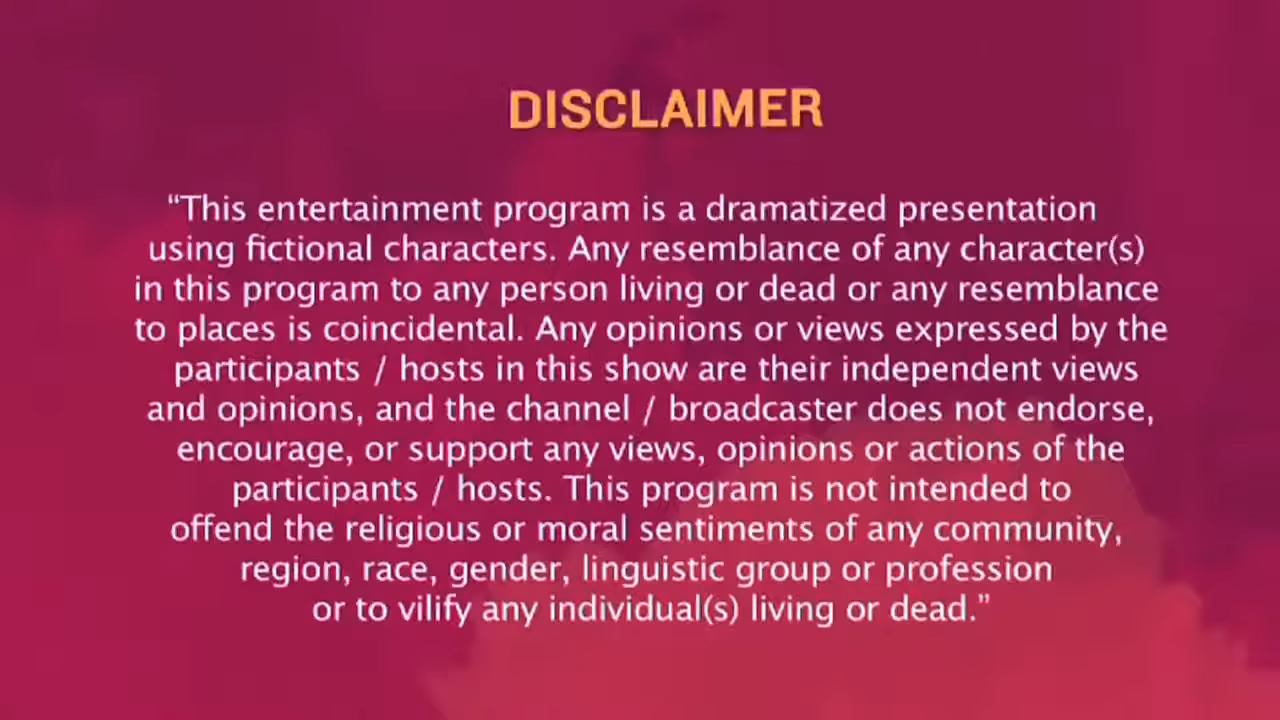 DISCLAIMER
“This entertainment program is a dramatized presentation
using fictional characters. Any resemblance of any character(s)
in this program to any person living or dead or any resemblance
to places is coincidental. Any opinions or views expressed by the
participants / hosts in this show are their independent views
and opinions, and the channel / broadcaster does not endorse,
encourage, or support any views, opinions or actions of the
participants / hosts. This program is not intended to
offend the religious or moral sentiments of any community,
region, race, gender, linguistic group or profession
or to vilify any individual(s) living or dead.”